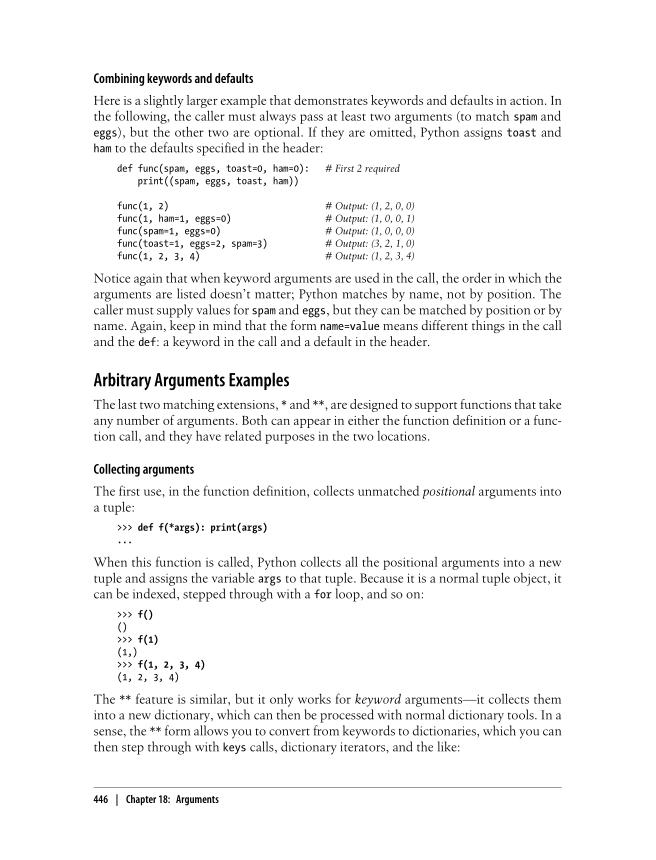 Combining keywords and defaults
Here is a slightly larger example that demonstrates keywords and defaults in action. In
the following, the caller must always pass at least two arguments (to match spam and
eggs), but the other two are optional. If they are omitted, Python assigns toast and
ham to the defaults specified in the header:
def func(spam, eggs, toast=0, ham=0):   # First 2 required
    print((spam, eggs, toast, ham))
func(1, 2)                              # Output: (1, 2, 0, 0)
func(1, ham=1, eggs=0)                  # Output: (1, 0, 0, 1)
func(spam=1, eggs=0)                    # Output: (1, 0, 0, 0)
func(toast=1, eggs=2, spam=3)           # Output: (3, 2, 1, 0)
func(1, 2, 3, 4)                        # Output: (1, 2, 3, 4)
Notice again that when keyword arguments are used in the call, the order in which the
arguments are listed doesn't matter; Python matches by name, not by position. The
caller must supply values for spam and eggs, but they can be matched by position or by
name. Again, keep in mind that the form name=value means different things in the call
and the def: a keyword in the call and a default in the header.
Arbitrary Arguments Examples
The last two matching extensions, * and **, are designed to support functions that take
any number of arguments. Both can appear in either the function definition or a func-
tion call, and they have related purposes in the two locations.
Collecting arguments
The first use, in the function definition, collects unmatched positional arguments into
a tuple:
>>> def f(*args): print(args)
...
When this function is called, Python collects all the positional arguments into a new
tuple and assigns the variable args to that tuple. Because it is a normal tuple object, it
can be indexed, stepped through with a for loop, and so on:
>>> f()
()
>>> f(1)
(1,)
>>> f(1, 2, 3, 4)
(1, 2, 3, 4)
The ** feature is similar, but it only works for keyword arguments—it collects them
into a new dictionary, which can then be processed with normal dictionary tools. In a
sense, the ** form allows you to convert from keywords to dictionaries, which you can
then step through with keys calls, dictionary iterators, and the like:
446 | Chapter 18: Arguments